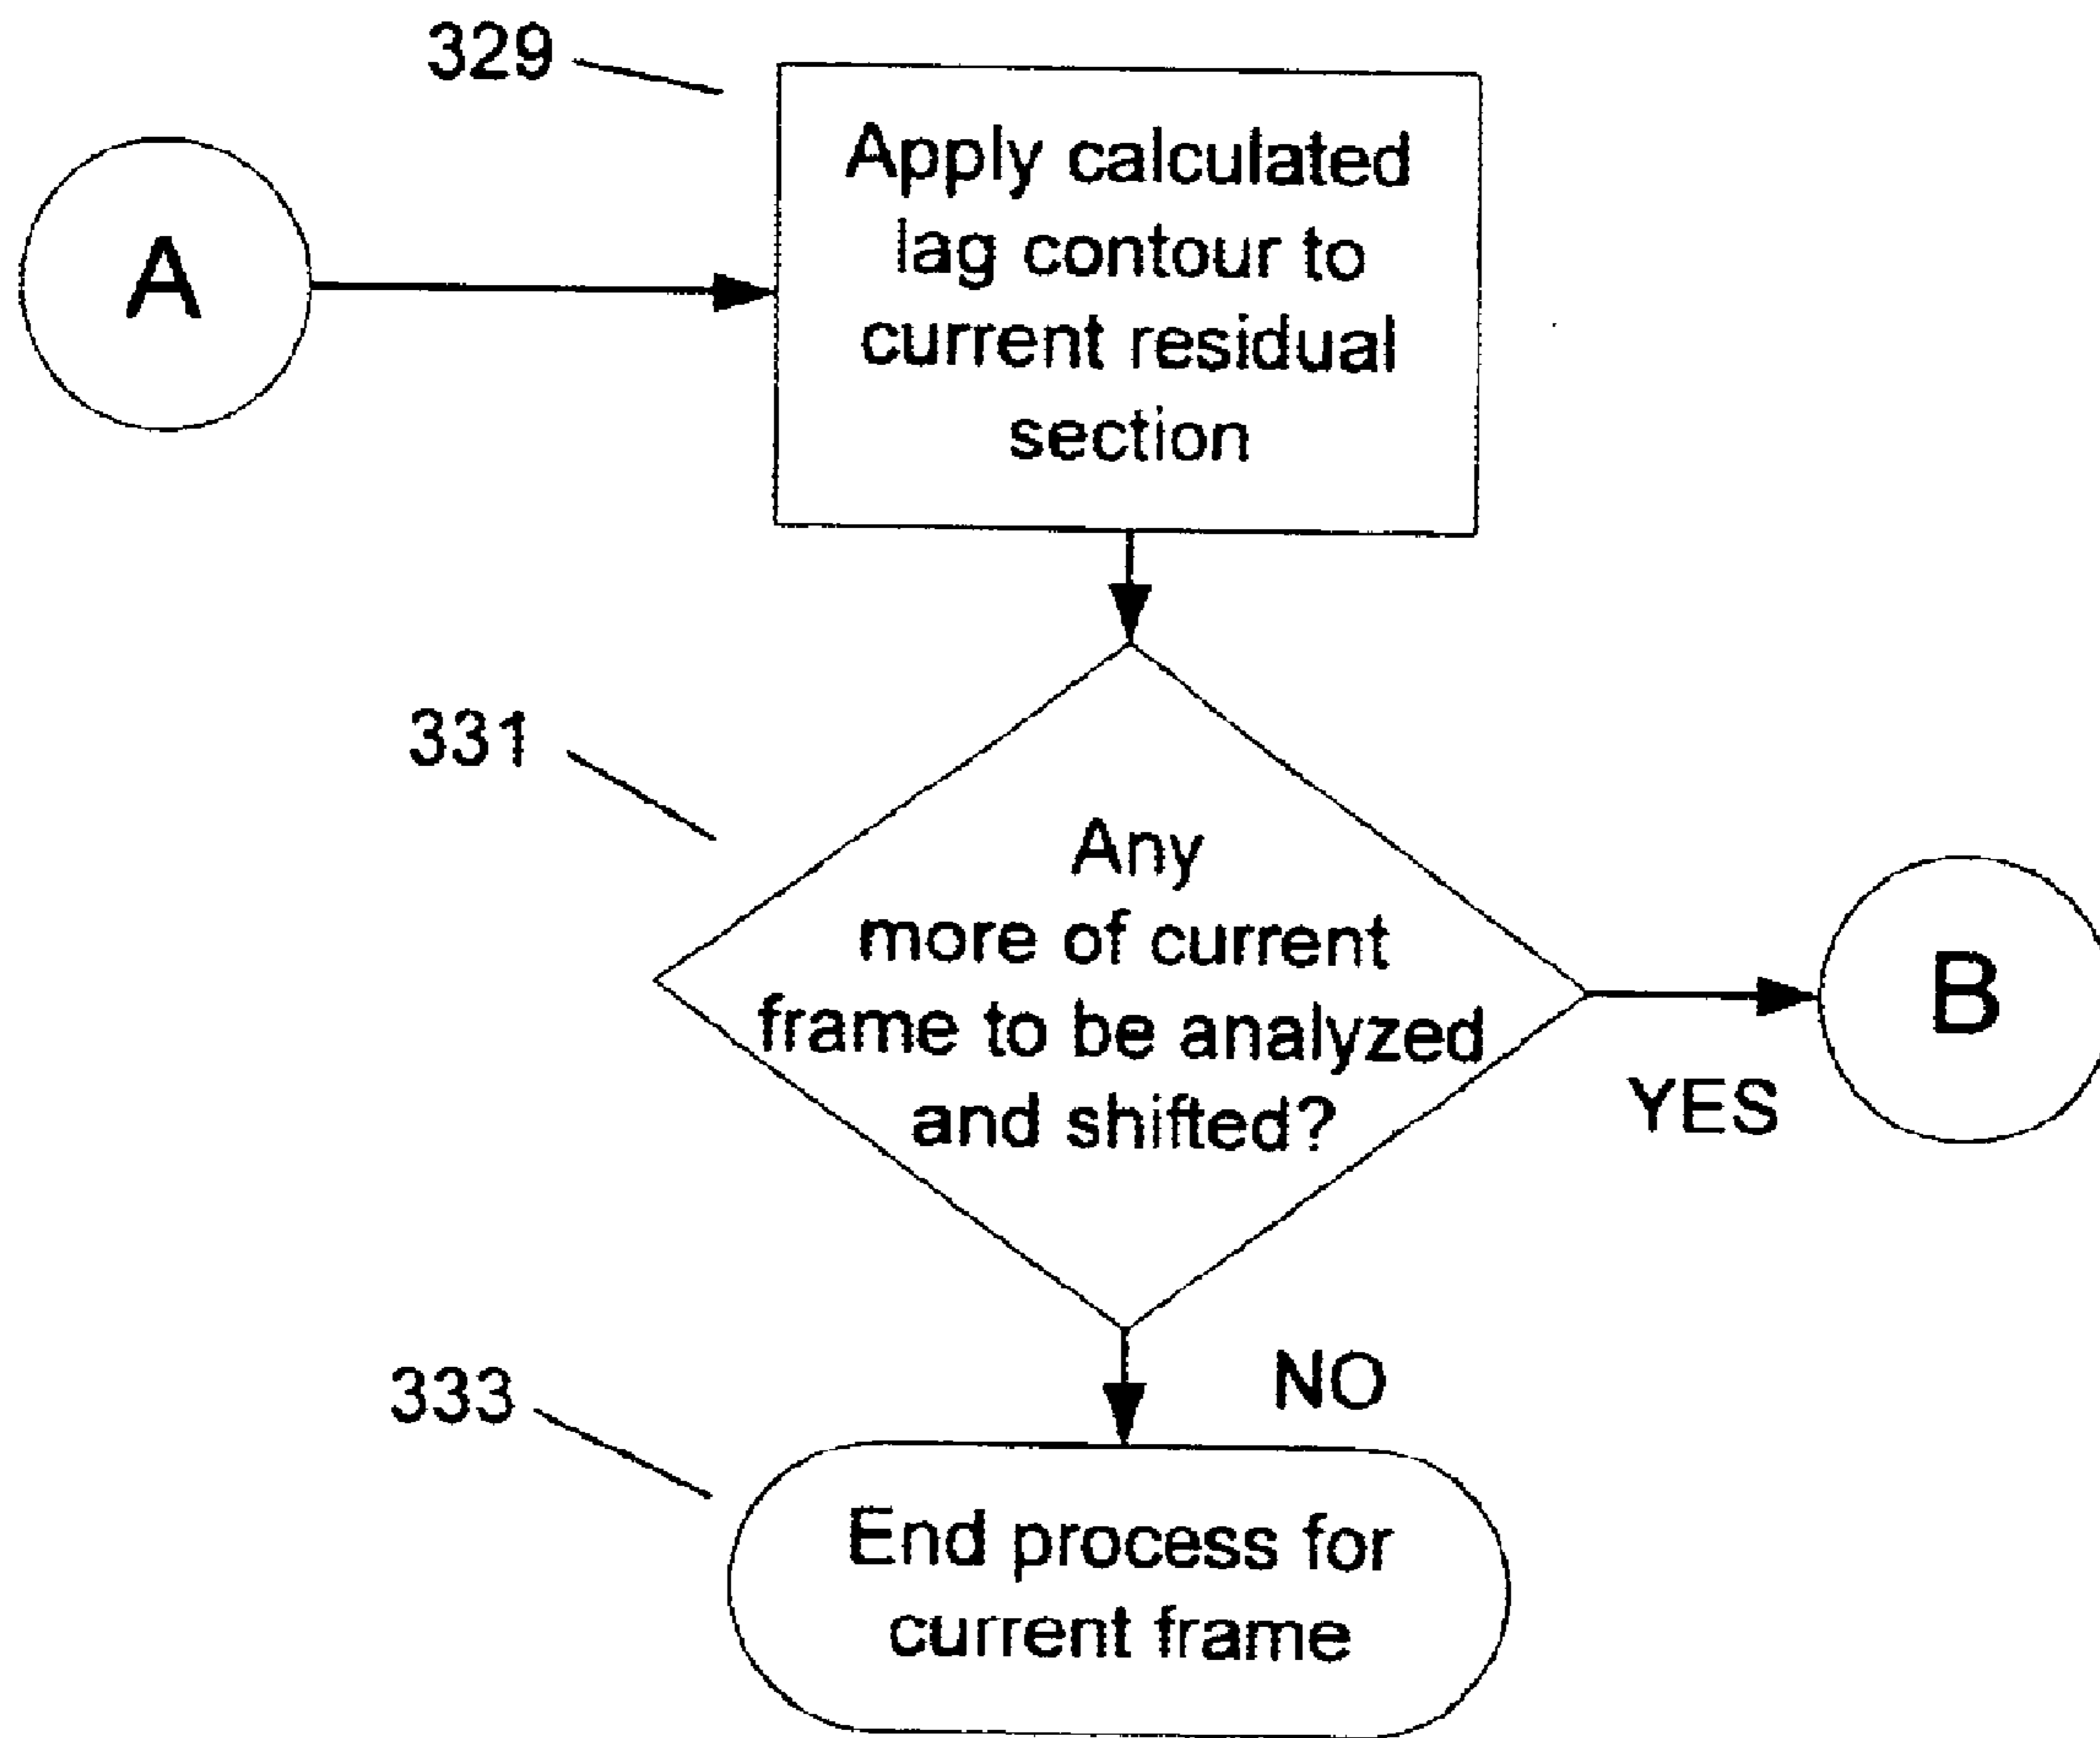 329
Apply calculated
lag contour to
current residual
section
A
331
Any
more of current
frame to be analyzed
and shifted?
B
YES
NO
333
End process for
current frame